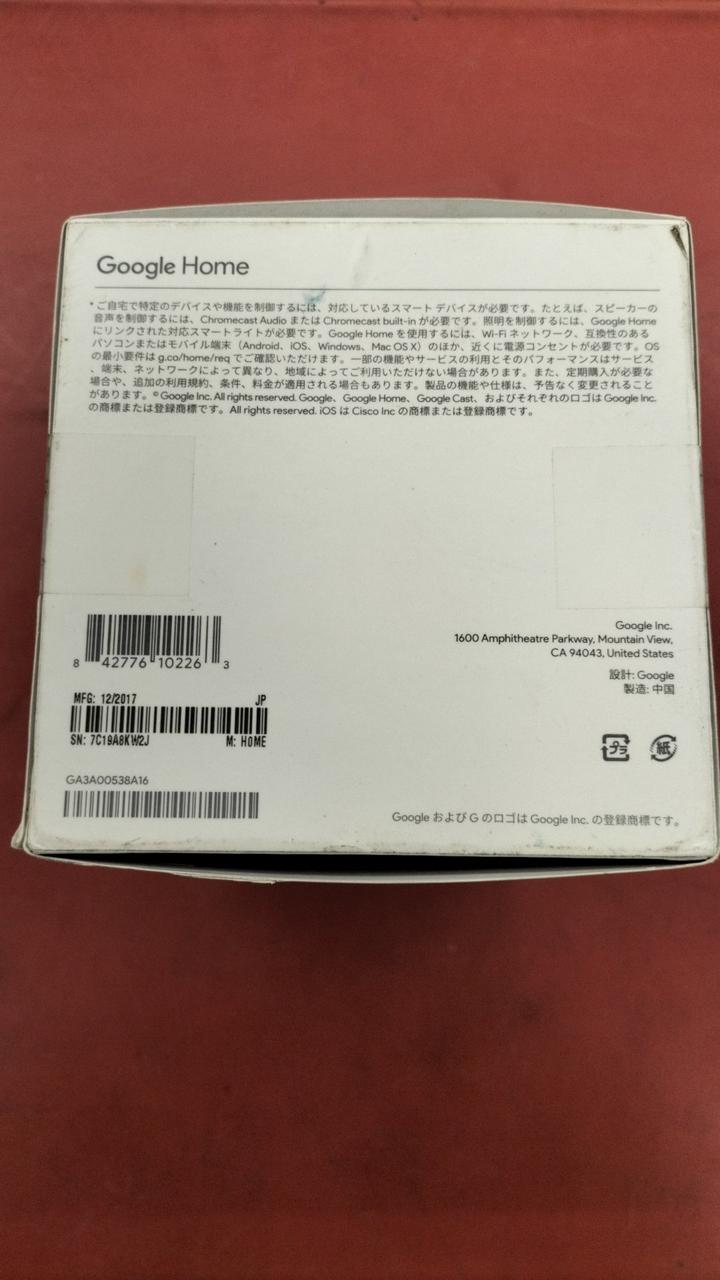 Google Home
* ご自宅で特定のデバイスや機能を制御するには、対応しているスマート デバイスが必要です。たとえば、スピーカーの
音声を制御するには、Chromecast Audio または Chromecast built-in が必要です。照明を制御するには、Google Home
にリンクされた対応スマートライトが必要です。Google Home を使用するには、Wi-Fi ネットワーク、互換性のある
パソコンまたはモバイル端末（Android、iOS、Windows、Mac OS X）のほか、近くに電源コンセントが必要です。OS
の最小要件は g.co/home/req でご確認いただけます。一部の機能やサービスの利用とそのパフォーマンスはサービス
、端末、ネットワークによって異なり、地域によってご利用いただけない場合があります。また、定期購入が必要な
場合や、追加の利用規約、条件、料金が適用される場合もあります。製品の機能や仕様は、予告なく変更されること
があります。© Google Inc. All rights reserved. Google、Google Home、Google Cast、およびそれぞれのロゴは Google Inc.
の商標または登録商標です。All rights reserved. iOS は Cisco Inc の商標または登録商標です。
8 42776 10226 3
MFG: 12/2017 JP
SN: 7C19A8KW2J M: HOME
GA3A00538A16
Google Inc.
1600 Amphitheatre Parkway, Mountain View,
CA 94043, United States
設計: Google
製造: 中国
プラ
紙
Google および G のロゴは Google Inc. の登録商標です。